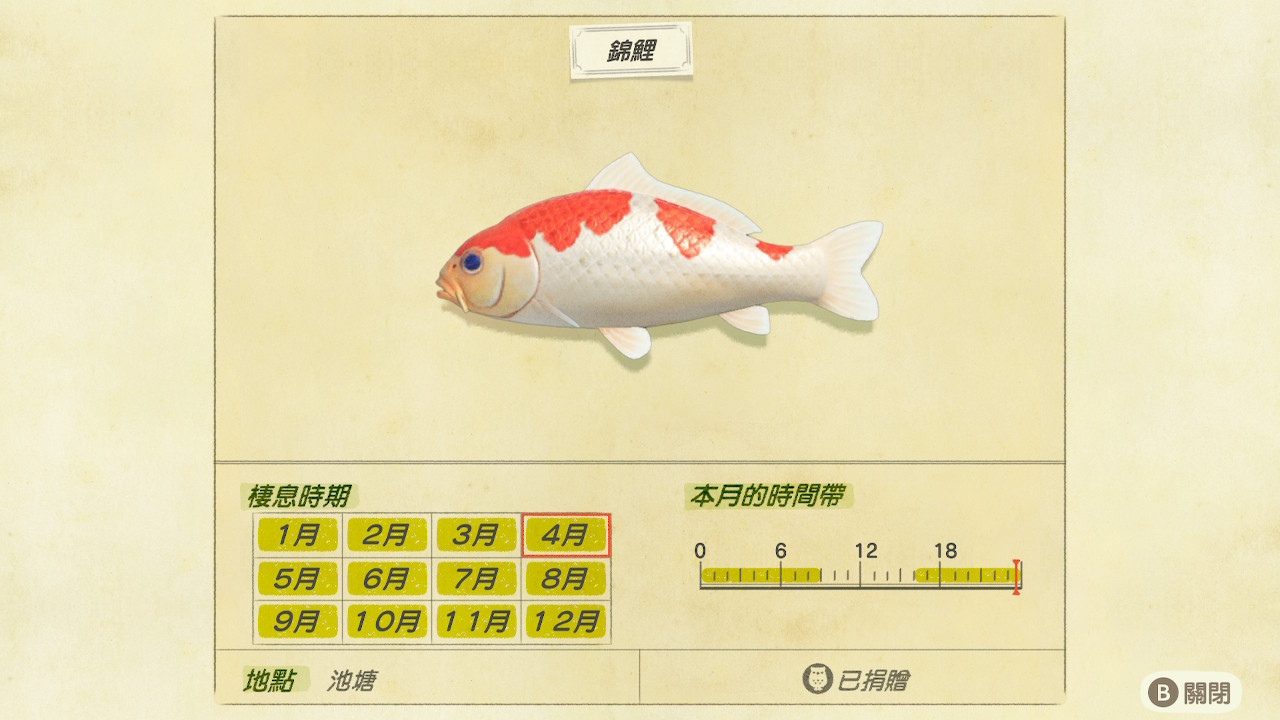 錦鯉
棲息時期
1月 2月 3月 4月
5月 6月 7月 8月
9月 10月 11月 12月
本月的時間帶
0 6 12 18
地點 池塘
已捐贈
B 關閉